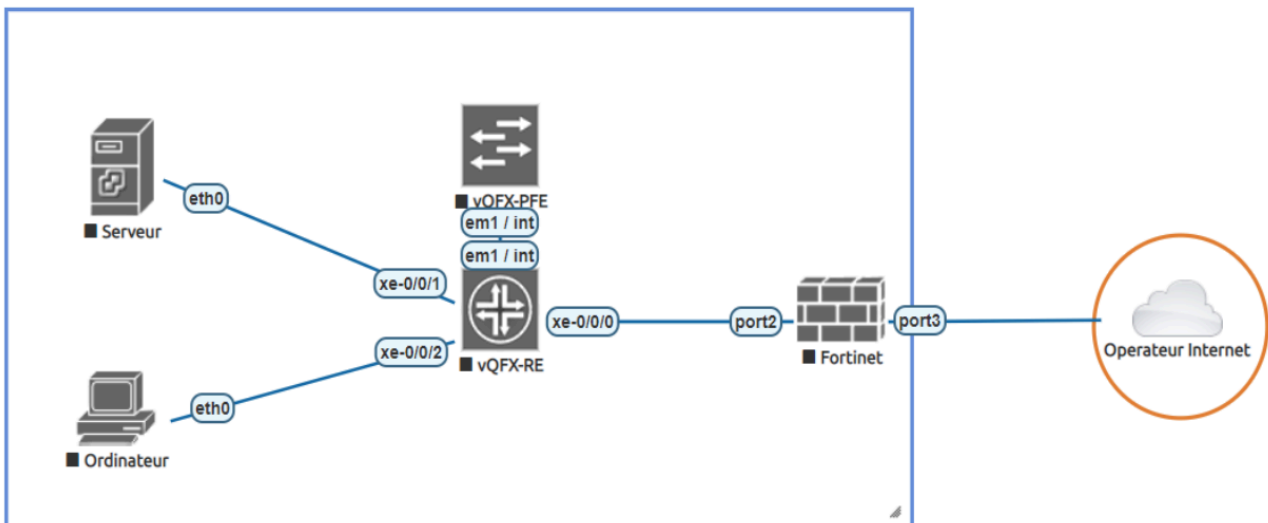 eth0
Serveur
vQFX-PFE
em1 / int
em1 / int
xe-0/0/1
xe-0/0/0
port2
port3
Fortinet
Operateur Internet
xe-0/0/2
vQFX-RE
eth0
Ordinateur